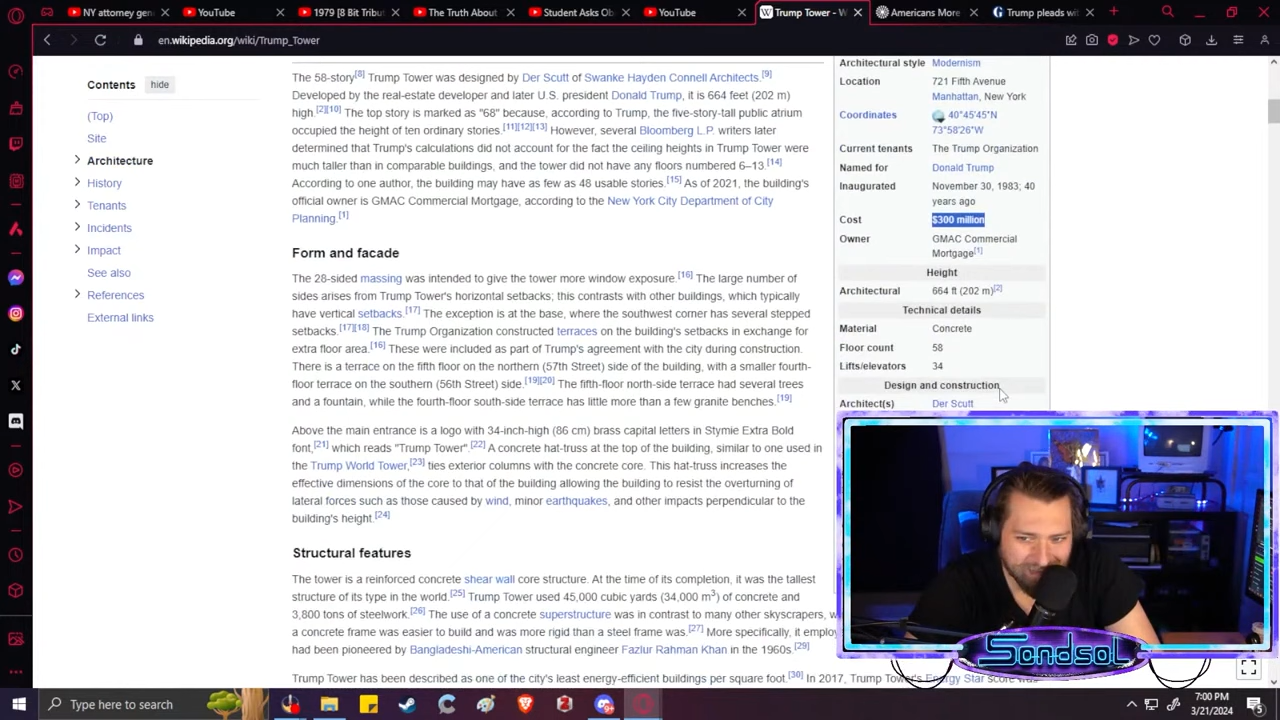 NY attorney gen
YouTube
1979 [8 Bit Tribut
The Truth About
Student Asks Ob
YouTube
Trump Tower - W
Americans More
Trump pleads wit
en.wikipedia.org/wiki/Trump_Tower
Contents hide
(Top)
Site
Architecture
History
Tenants
Incidents
Impact
See also
References
External links
The 58-story[8] Trump Tower was designed by Der Scutt of Swanke Hayden Connell Architects.[9]
Developed by the real-estate developer and later U.S. president Donald Trump, it is 664 feet (202 m)
high.[2][10] The top story is marked as "68" because, according to Trump, the five-story-tall public atrium
occupied the height of ten ordinary stories.[11][12][13] However, several Bloomberg L.P. writers later
determined that Trump's calculations did not account for the fact the ceiling heights in Trump Tower were
much taller than in comparable buildings, and the tower did not have any floors numbered 6–13.[14]
According to one author, the building may have as few as 48 usable stories.[15] As of 2021, the building's
official owner is GMAC Commercial Mortgage, according to the New York City Department of City
Planning.[1]
Form and facade
The 28-sided massing was intended to give the tower more window exposure.[16] The large number of
sides arises from Trump Tower's horizontal setbacks; this contrasts with other buildings, which typically
have vertical setbacks.[17] The exception is at the base, where the southwest corner has several stepped
setbacks.[17][18] The Trump Organization constructed terraces on the building's setbacks in exchange for
extra floor area.[16] These were included as part of Trump's agreement with the city during construction.
There is a terrace on the fifth floor on the northern (57th Street) side of the building, with a smaller fourth-
floor terrace on the southern (56th Street) side.[19][20] The fifth-floor north-side terrace had several trees
and a fountain, while the fourth-floor south-side terrace has little more than a few granite benches.[19]
Above the main entrance is a logo with 34-inch-high (86 cm) brass capital letters in Stymie Extra Bold
font,[21] which reads "Trump Tower".[22] A concrete hat-truss at the top of the building, similar to one used in
the Trump World Tower,[23] ties exterior columns with the concrete core. This hat-truss increases the
effective dimensions of the core to that of the building allowing the building to resist the overturning of
lateral forces such as those caused by wind, minor earthquakes, and other impacts perpendicular to the
building's height.[24]
Structural features
The tower is a reinforced concrete shear wall core structure. At the time of its completion, it was the tallest
structure of its type in the world.[25] Trump Tower used 45,000 cubic yards (34,000 m3) of concrete and
3,800 tons of steelwork.[26] The use of a concrete superstructure was in contrast to many other skyscrapers, w
a concrete frame was easier to build and was more rigid than a steel frame was.[27] More specifically, it employ
had been pioneered by Bangladeshi-American structural engineer Fazlur Rahman Khan in the 1960s.[29]
Trump Tower has been described as one of the city's least energy-efficient buildings per square foot.[30] In 2017, Trump Tower's Energy Star score was
Architectural style Modernism
Location 721 Fifth Avenue
Manhattan, New York
Coordinates 40°45′45″N
73°58′26″W
Current tenants The Trump Organization
Named for Donald Trump
Inaugurated November 30, 1983; 40
years ago
Cost $300 million
Owner GMAC Commercial
Mortgage[1]
Height
Architectural 664 ft (202 m)[2]
Technical details
Material Concrete
Floor count 58
Lifts/elevators 34
Design and construction
Architect(s) Der Scutt
Sondsol
Type here to search
7:00 PM
3/21/2024
5